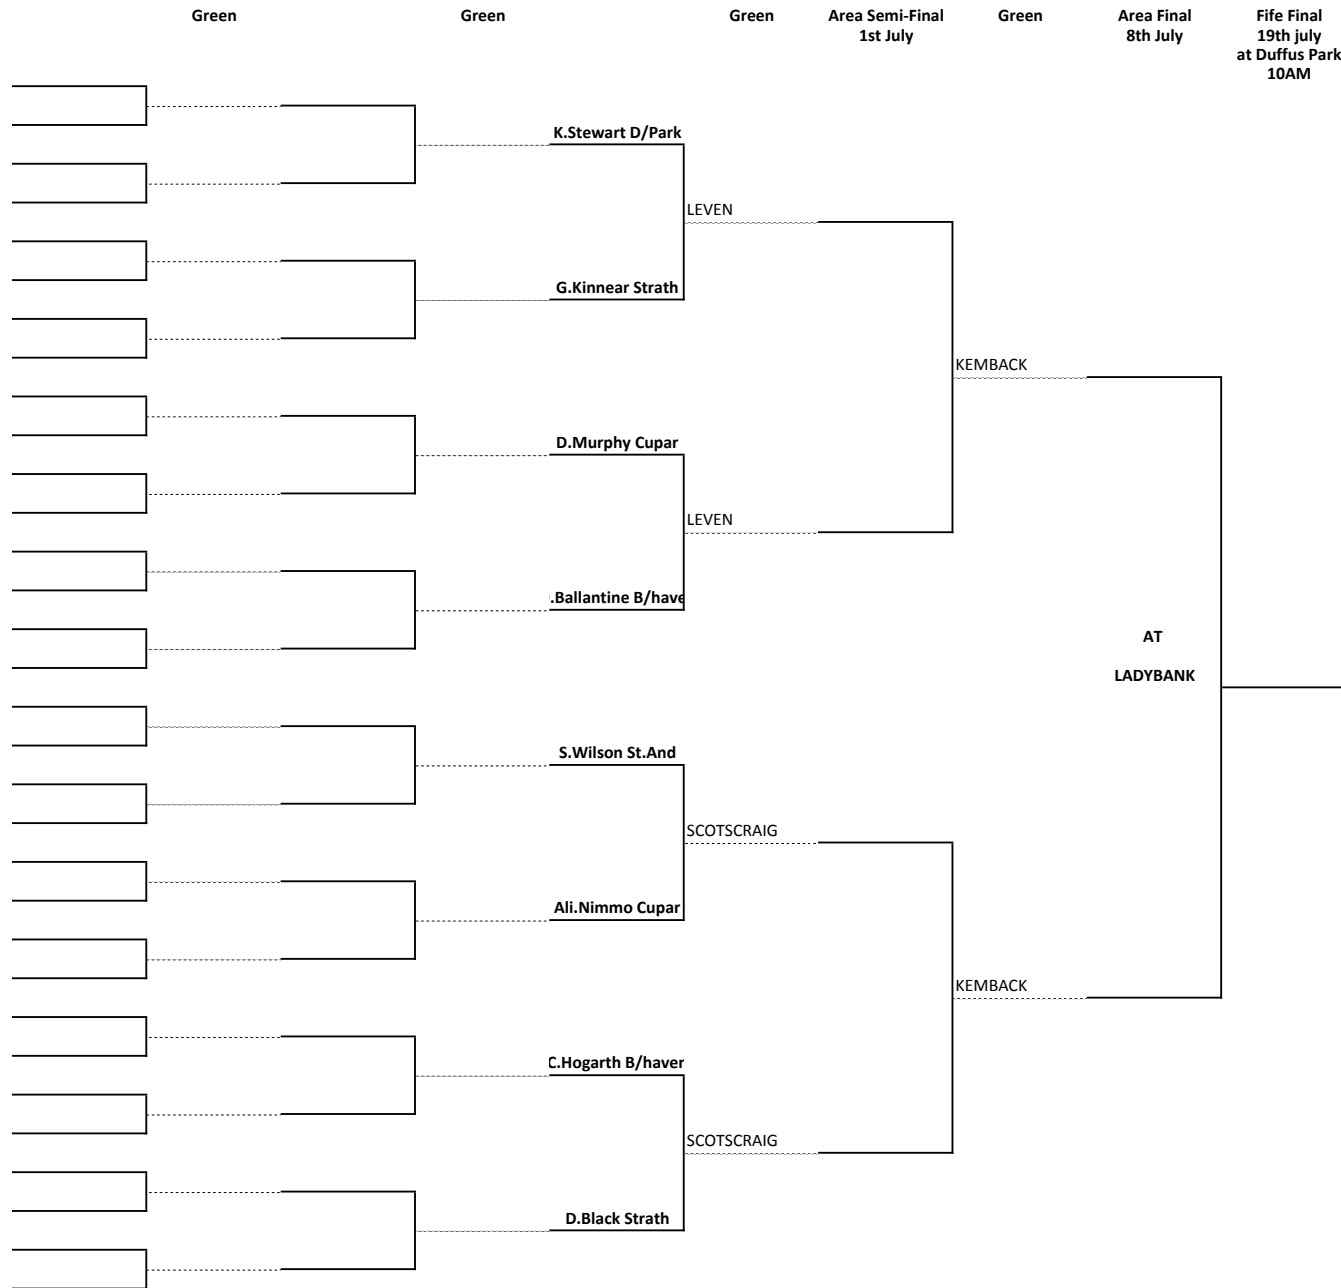 Green
Green
Green
Area Semi-Final
1st July
Green
Area Final
8th July
Fife Final
19th july
at Duffus Park
10AM
K.Stewart D/Park
LEVEN
G.Kinnear Strath
KEMBACK
D.Murphy Cupar
LEVEN
.Ballantine B/have
AT
LADYBANK
S.Wilson St.And
SCOTSCRAIG
Ali.Nimmo Cupar
KEMBACK
C.Hogarth B/haven
SCOTSCRAIG
D.Black Strath